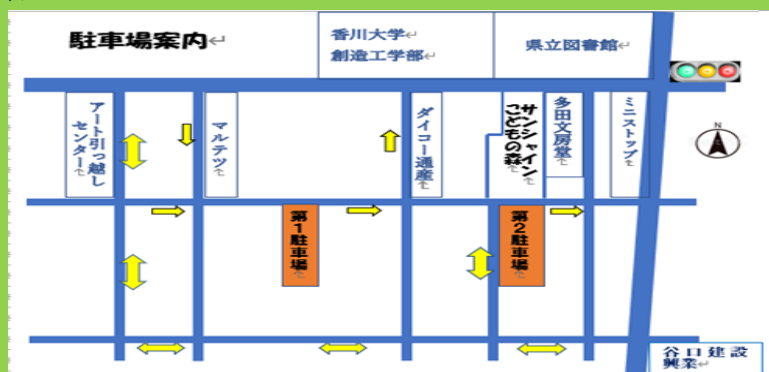 駐車場案内
香川大学
創造工学部
県立図書館
アート引っ越し
センター
マルテツ
ダイコー通産
サンシャイン
こどもの森
多田文房堂
ミニストップ
N
第1駐車場
第2駐車場
谷口建設
興業